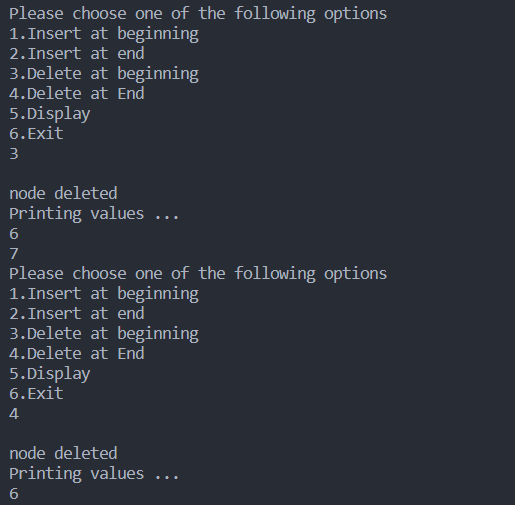 Please choose one of the following options
1.Insert at beginning
2.Insert at end
3.Delete at beginning
4.Delete at End
5.Display
6.Exit
3
node deleted
Printing values ...
6
7
Please choose one of the following options
1.Insert at beginning
2.Insert at end
3.Delete at beginning
4.Delete at End
5.Display
6.Exit
4
node deleted
Printing values ...
6